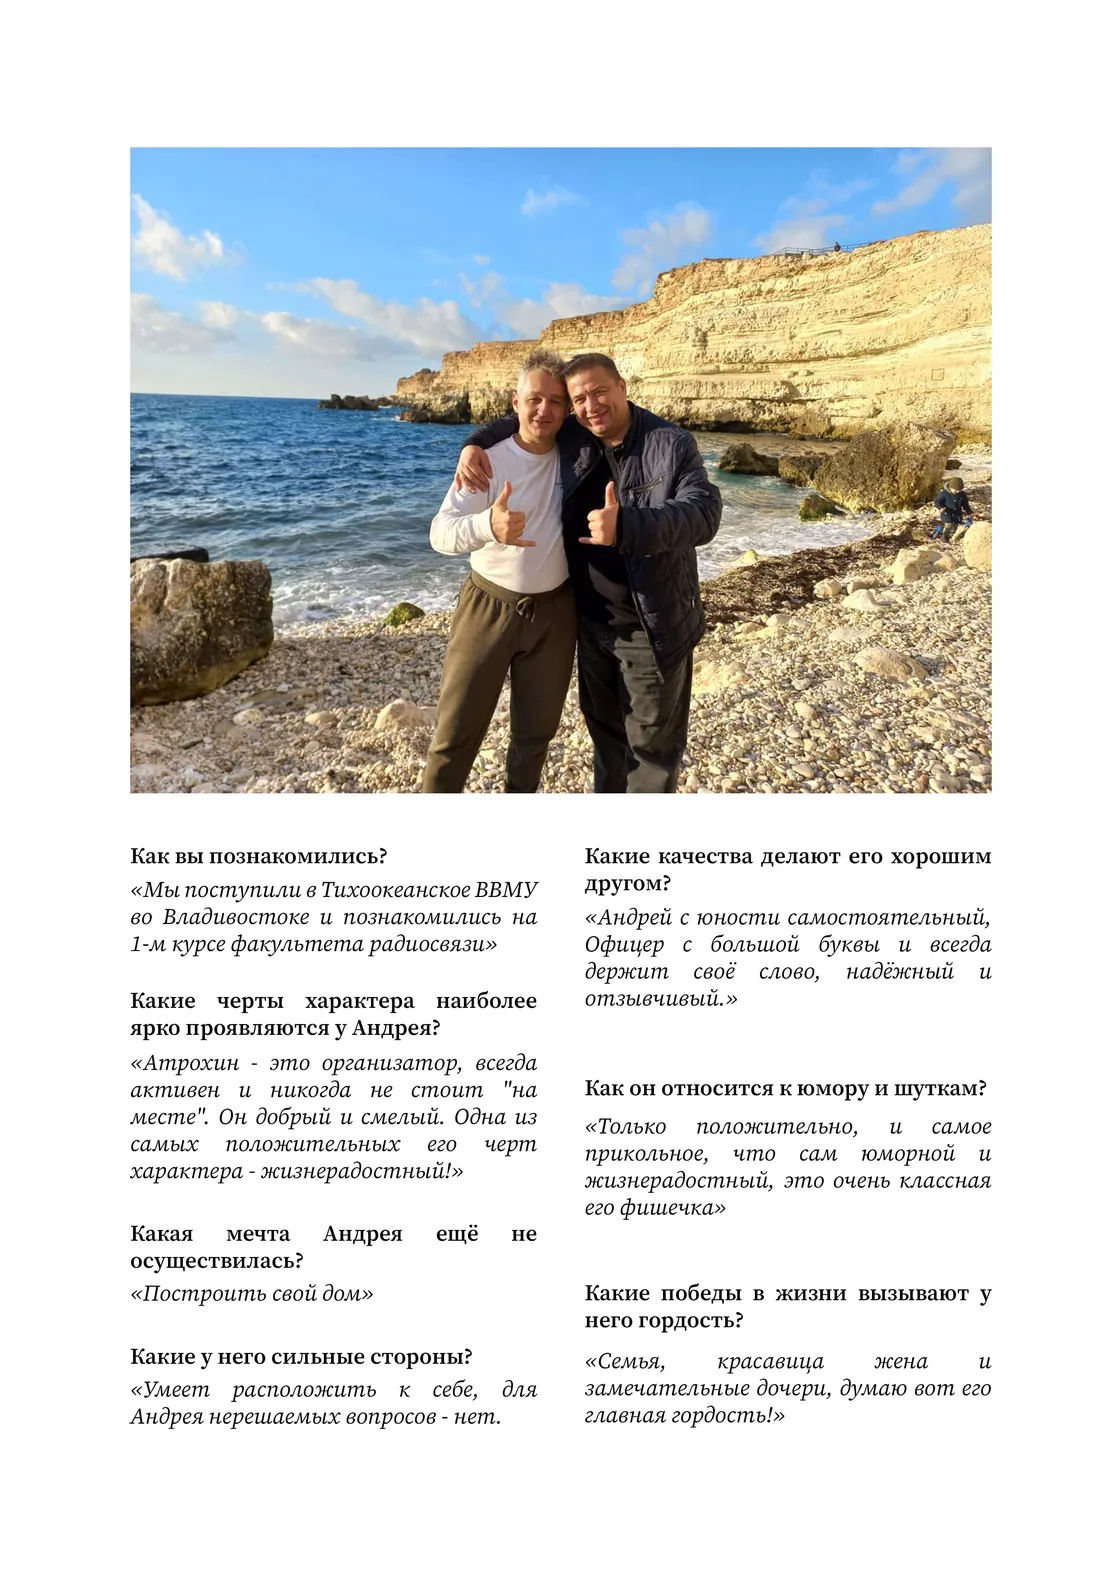 Как вы познакомились?
«Мы поступили в Тихоокеанское ВВМУ
во Владивостоке и познакомились на
1-м курсе факультета радиосвязи»
Какие черты характера наиболее
ярко проявляются у Андрея?
«Атрохин - это организатор, всегда
активен и никогда не стоит "на
месте". Он добрый и смелый. Одна из
самых положительных его черт
характера - жизнерадостный!»
Какая мечта Андрея ещё не
осуществилась?
«Построить свой дом»
Какие у него сильные стороны?
«Умеет расположить к себе, для
Андрея нерешаемых вопросов - нет.
Какие качества делают его хорошим
другом?
«Андрей с юности самостоятельный,
Офицер с большой буквы и всегда
держит своё слово, надёжный и
отзывчивый.»
Как он относится к юмору и шуткам?
«Только положительно, и самое
прикольное, что сам юморной и
жизнерадостный, это очень классная
его фишечка»
Какие победы в жизни вызывают у
него гордость?
«Семья, красавица жена и
замечательные дочери, думаю вот его
главная гордость!»